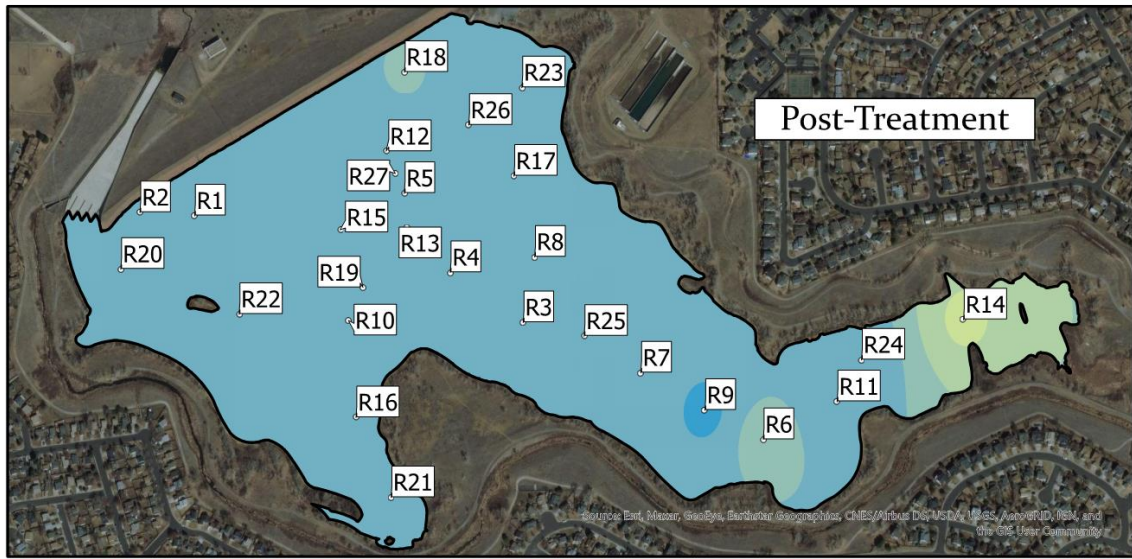 R18
R23
R26
Post-Treatment
R12
R27
R17
R5
R2
R1
R15
R13
R8
R20
R4
R19
R14
R22
R10
R3
R25
R24
R7
R11
R9
R16
R6
R21
Source: Esri, Maxar, GeoEye, Earthstar Geographics, CNES/Airbus DS, USDA, USGS, AeroGRID, IGN, and
the GIS User Community